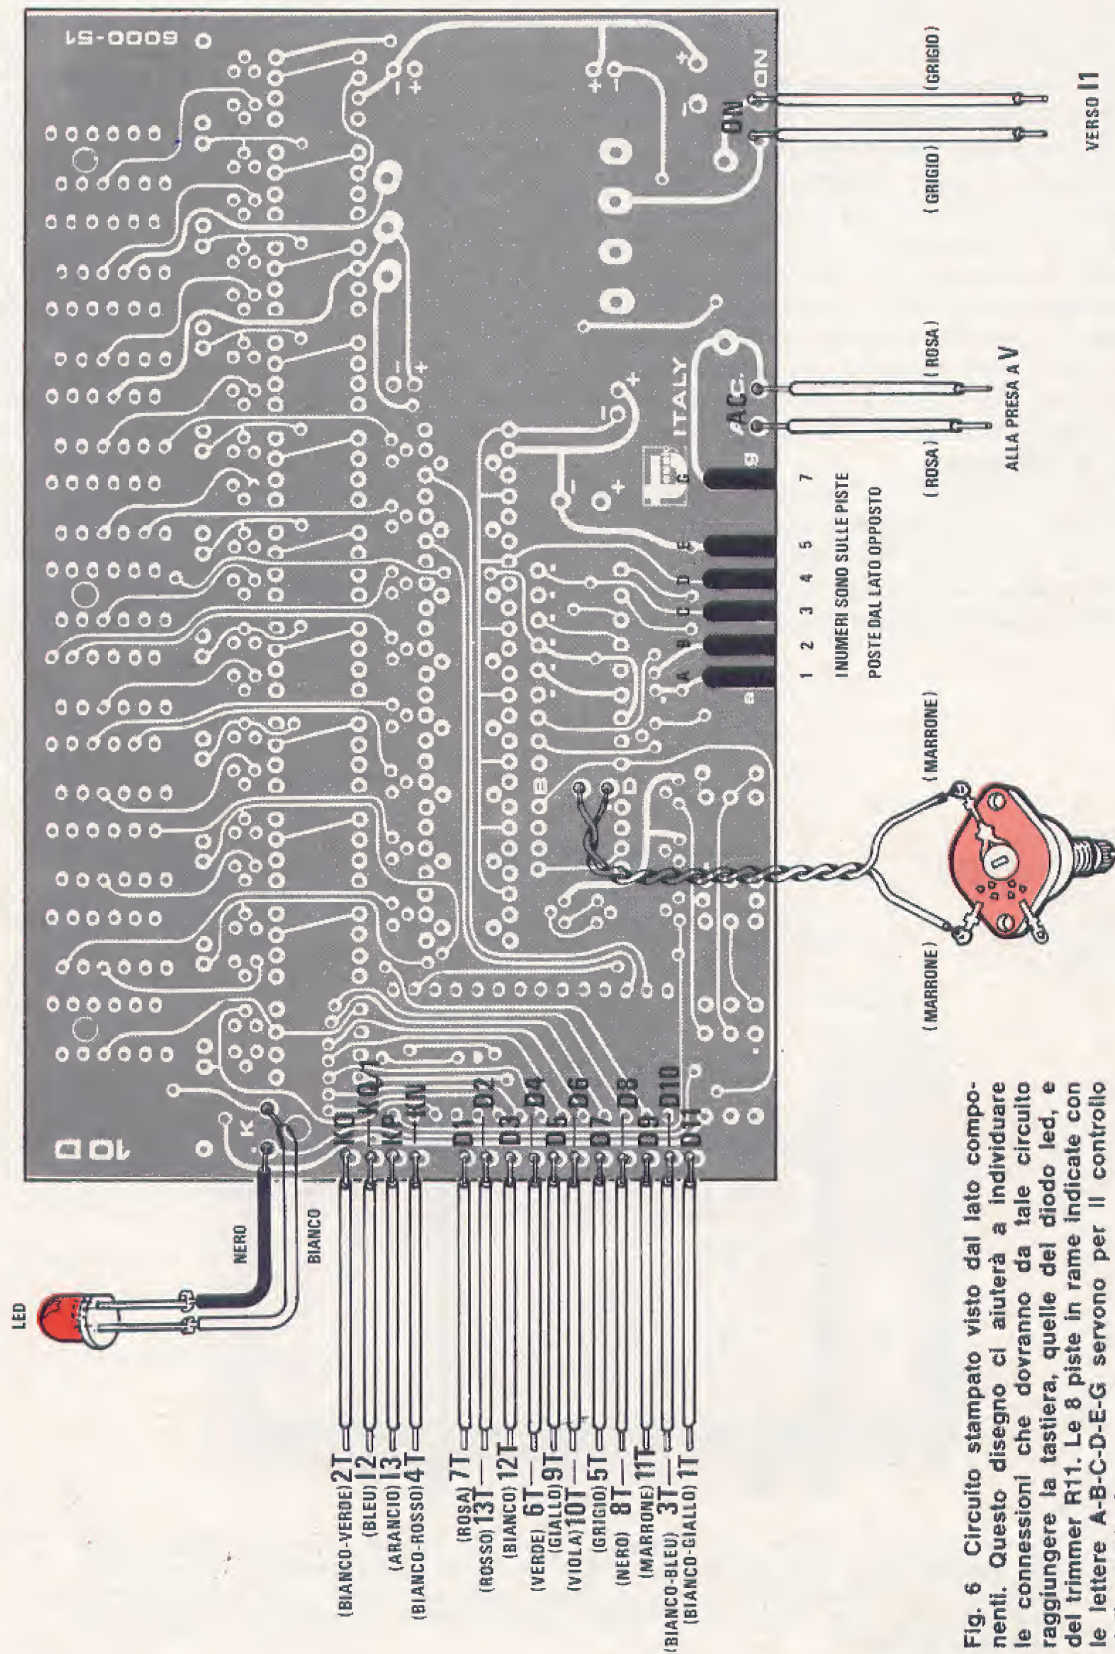 LED
NERO
BIANCO
10 D
K
6000-51
(BIANCO-VERDE) 2T
KO
(BLEU) I2
KQ/1
(ARANCIO) I3
KP
(BIANCO-ROSSO) 4T
KN
(ROSA) 7T
D1
(ROSSO) 13T
D2
(BIANCO) 12T
D3
(VERDE) 6T
D4
(GIALLO) 9T
D5
(VIOLA) 10T
D6
(GRIGIO) 5T
D7
(NERO) 8T
D8
(MARRONE) 11T
D9
(BIANCO-BLEU) 3T
D10
(BIANCO-GIALLO) 1T
D11
B
D
ITALY
A B C D E G
a
AC.
ON
1 2 3 4 5 7
I NUMERI SONO SULLE PISTE
POSTE DAL LATO OPPOSTO
(MARRONE)
(MARRONE)
(ROSA)
(ROSA)
ALLA PRESA A V
(GRIGIO)
(GRIGIO)
VERSO I1
Fig. 6 Circuito stampato visto dal lato compo-
nenti. Questo disegno ci aiuterà a individuare
le connessioni che dovranno da tale circuito
raggiungere la tastiera, quelle del diodo led, e
del trimmer R11. Le 8 piste in rame indicate con
le lettere A-B-C-D-E-G servono per il controllo